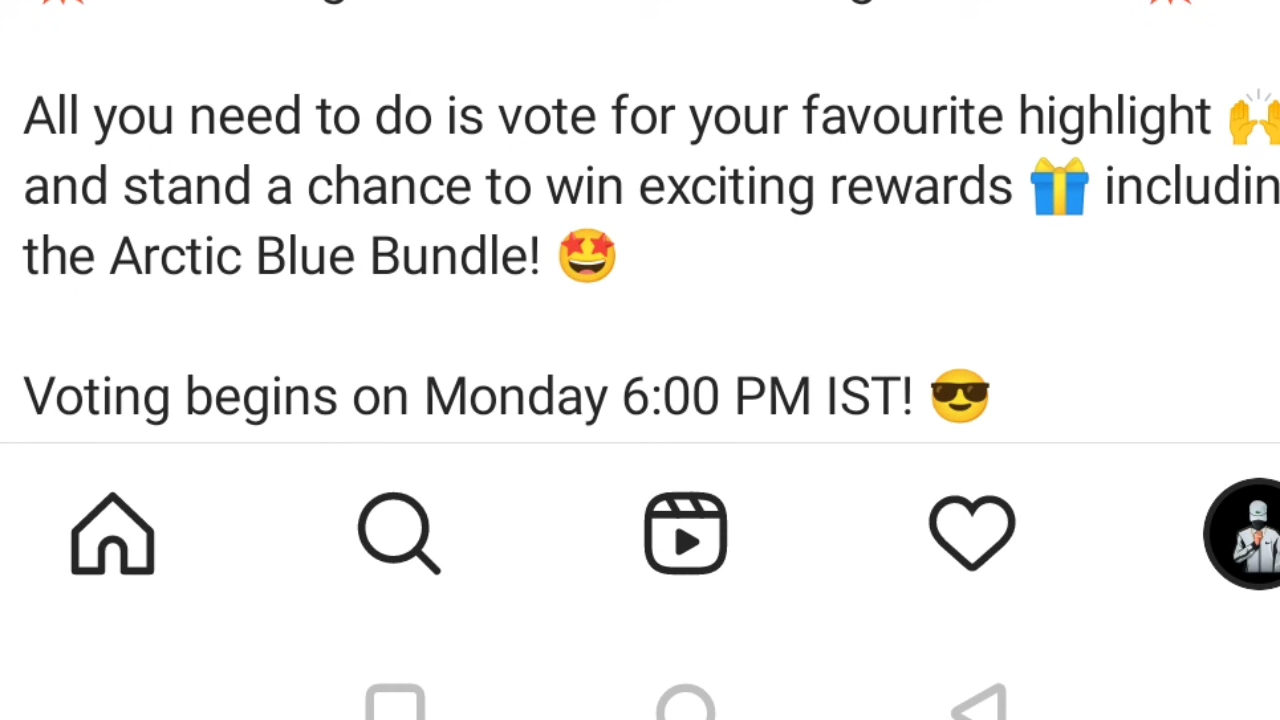 All you need to do is vote for your favourite highlight 🙌
and stand a chance to win exciting rewards 🎁 includin
the Arctic Blue Bundle! 🤩
Voting begins on Monday 6:00 PM IST! 😎